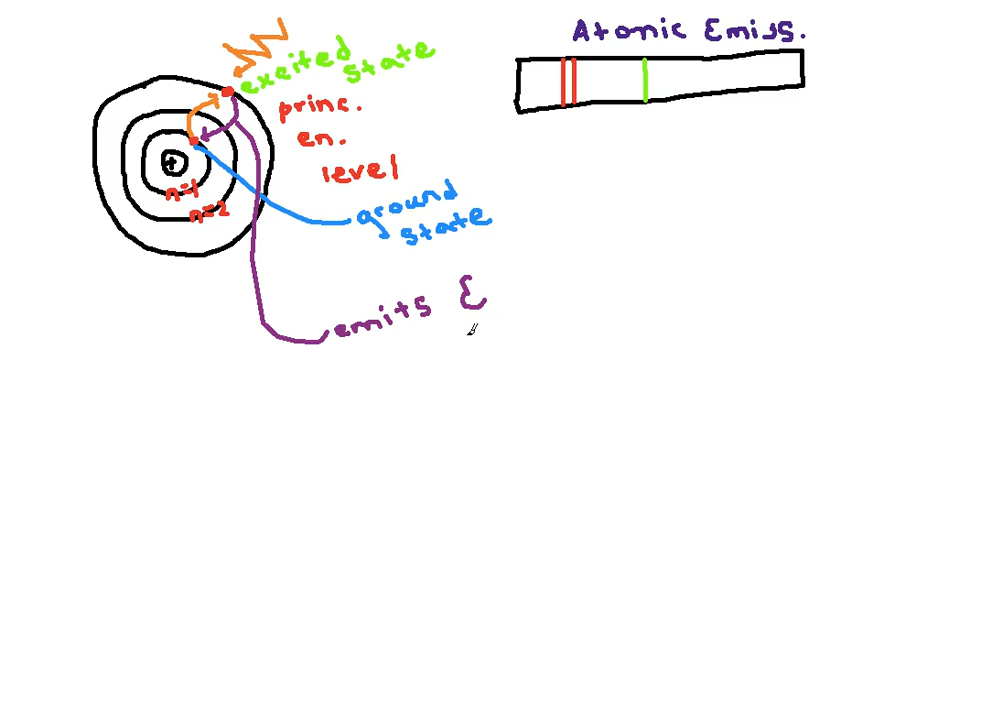 Atomic Emiss.
excited
state
princ.
en.
level
+
n=1
n=2
ground
state
emits E